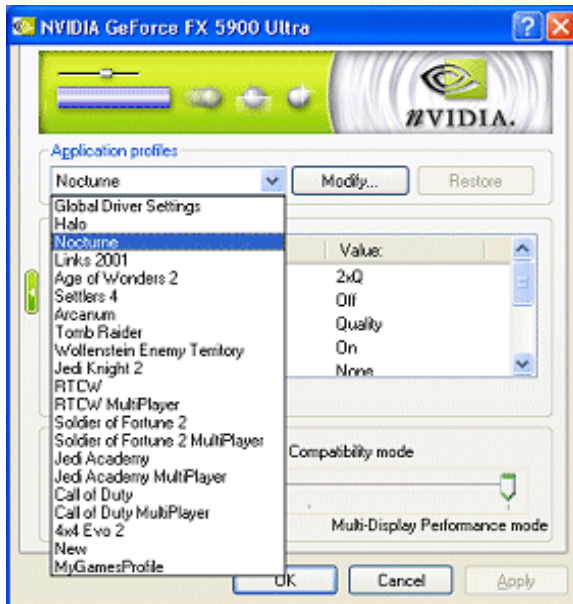 NVIDIA GeForce FX 5900 Ultra
nVIDIA.
Application profiles
Nocturne
Modify...
Restore
Global Driver Settings
Halo
Nocturne
Links 2001
Age of Wonders 2
Settlers 4
Arcanum
Tomb Raider
Wolfenstein Enemy Territory
Jedi Knight 2
RTCW
RTCW MultiPlayer
Soldier of Fortune 2
Soldier of Fortune 2 MultiPlayer
Jedi Academy
Jedi Academy MultiPlayer
Call of Duty
Call of Duty MultiPlayer
4x4 Evo 2
New
MyGamesProfile
Value:
2xQ
Off
Quality
On
None
Compatibility mode
Multi-Display Performance mode
OK
Cancel
Apply